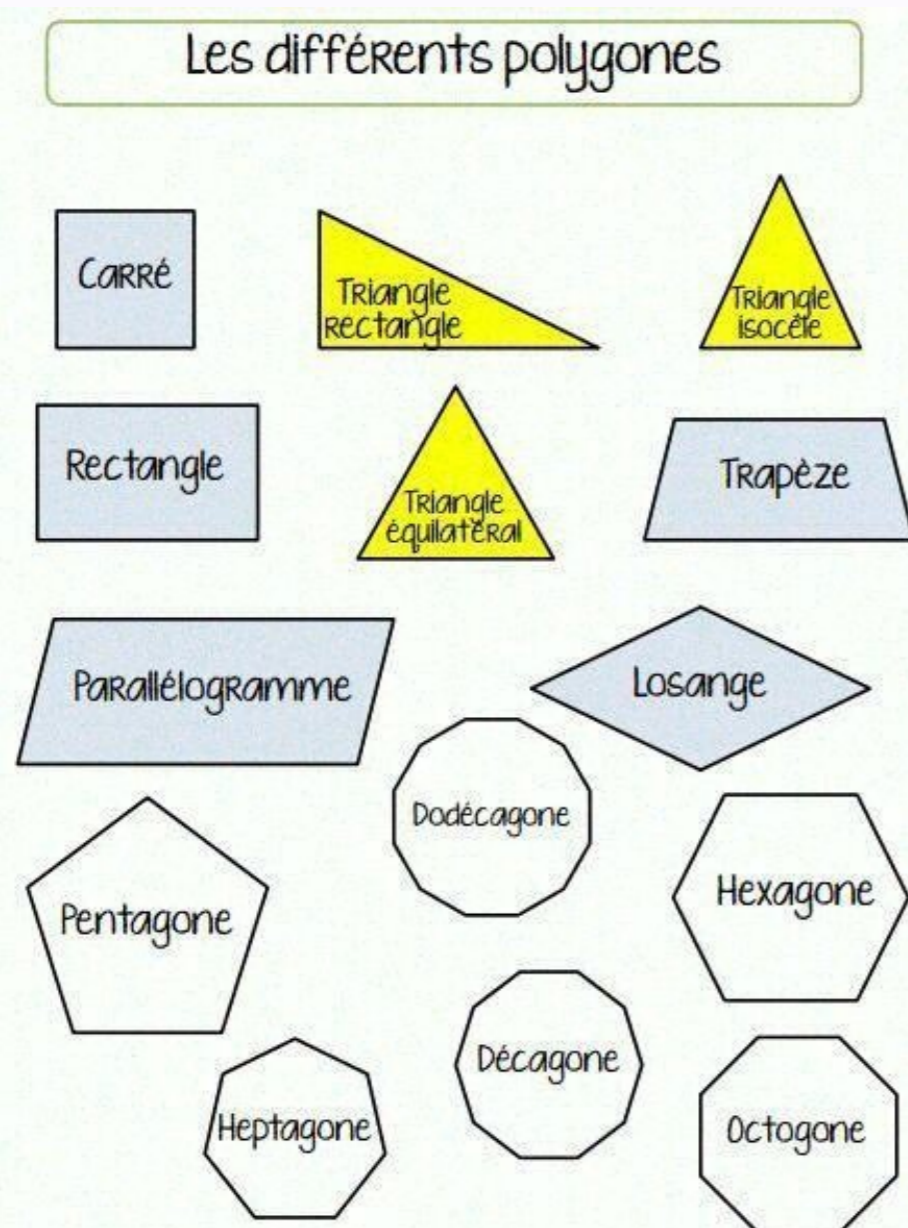 Les différents polygones
Carré
Triangle
rectangle
Triangle
isocèle
Rectangle
Triangle
équilatéral
Trapèze
Parallélogramme
Losange
Dodécagone
Pentagone
Hexagone
Décagone
Heptagone
Octogone